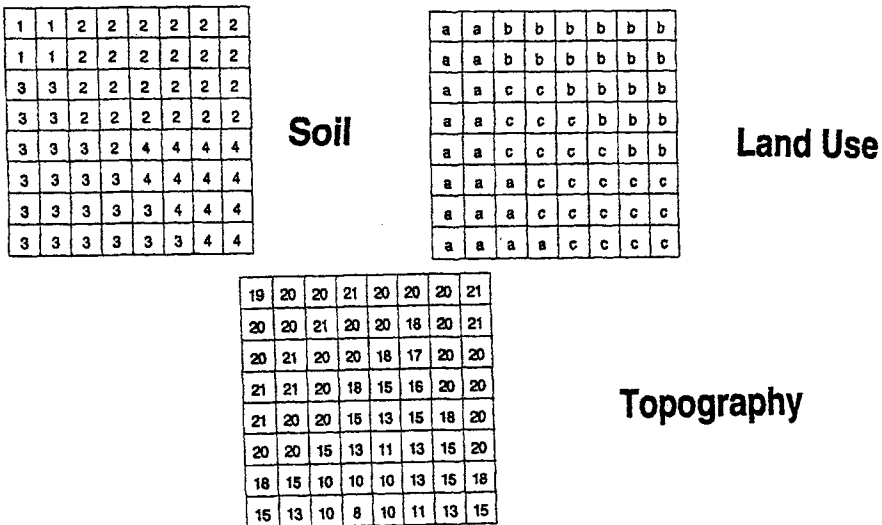 1 1 2 2 2 2 2 2
1 1 2 2 2 2 2 2
3 3 2 2 2 2 2 2
3 3 2 2 2 2 2 2
3 3 3 2 4 4 4 4
3 3 3 3 4 4 4 4
3 3 3 3 3 4 4 4
3 3 3 3 3 3 4 4
Soil
a a b b b b b b
a a b b b b b b
a a c c b b b b
a a c c c b b b
a a c c c c b b
a a a c c c c c
a a a c c c c c
a a a a c c c c
Land Use
19 20 20 21 20 20 20 21
20 20 21 20 20 18 20 21
20 21 20 20 18 17 20 20
21 21 20 18 15 16 20 20
21 20 20 15 13 15 18 20
20 20 15 13 11 13 15 20
18 15 10 10 10 13 15 18
15 13 10 8 10 11 13 15
Topography